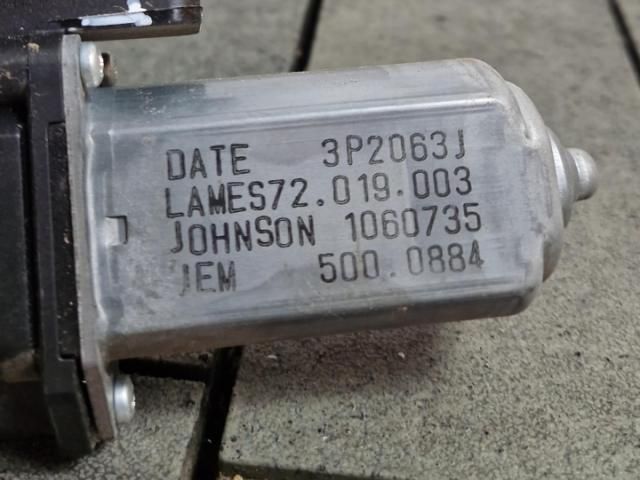 DATE 3P2063J
LAMES72.019.003
JOHNSON 1060735
JEM 500.0884